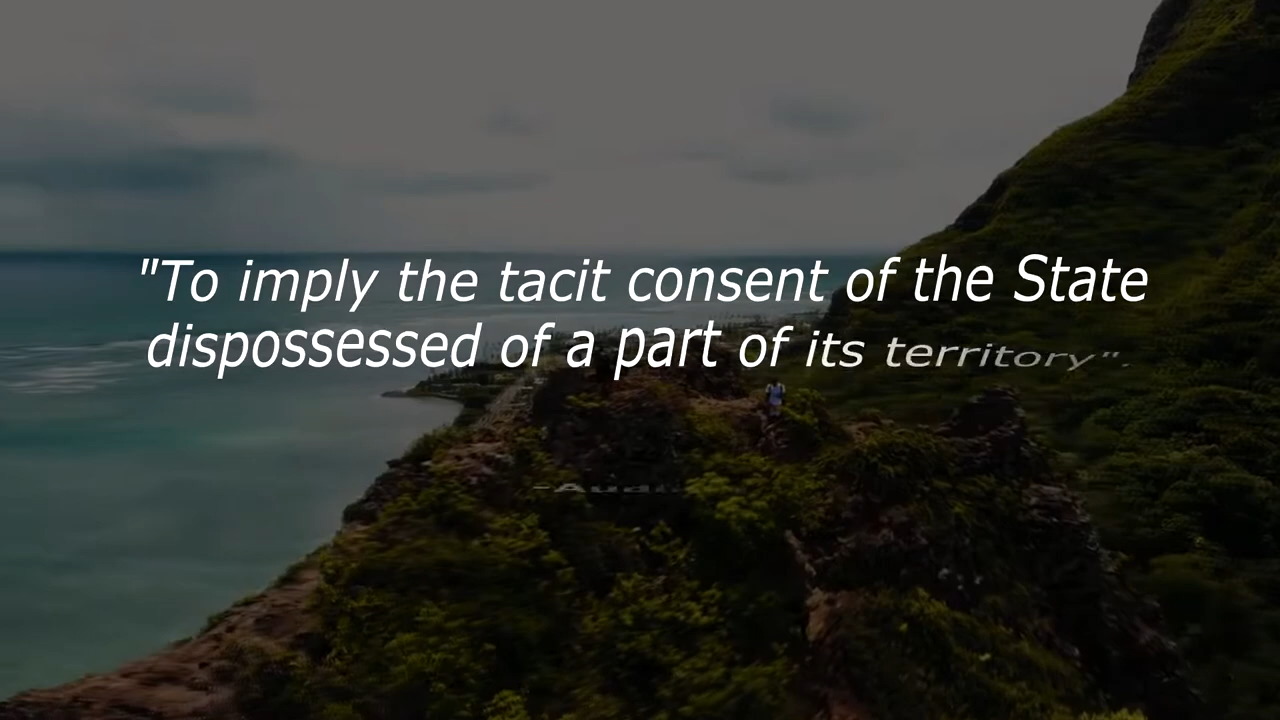 "To imply the tacit consent of the State
dispossessed of a part of its territory".